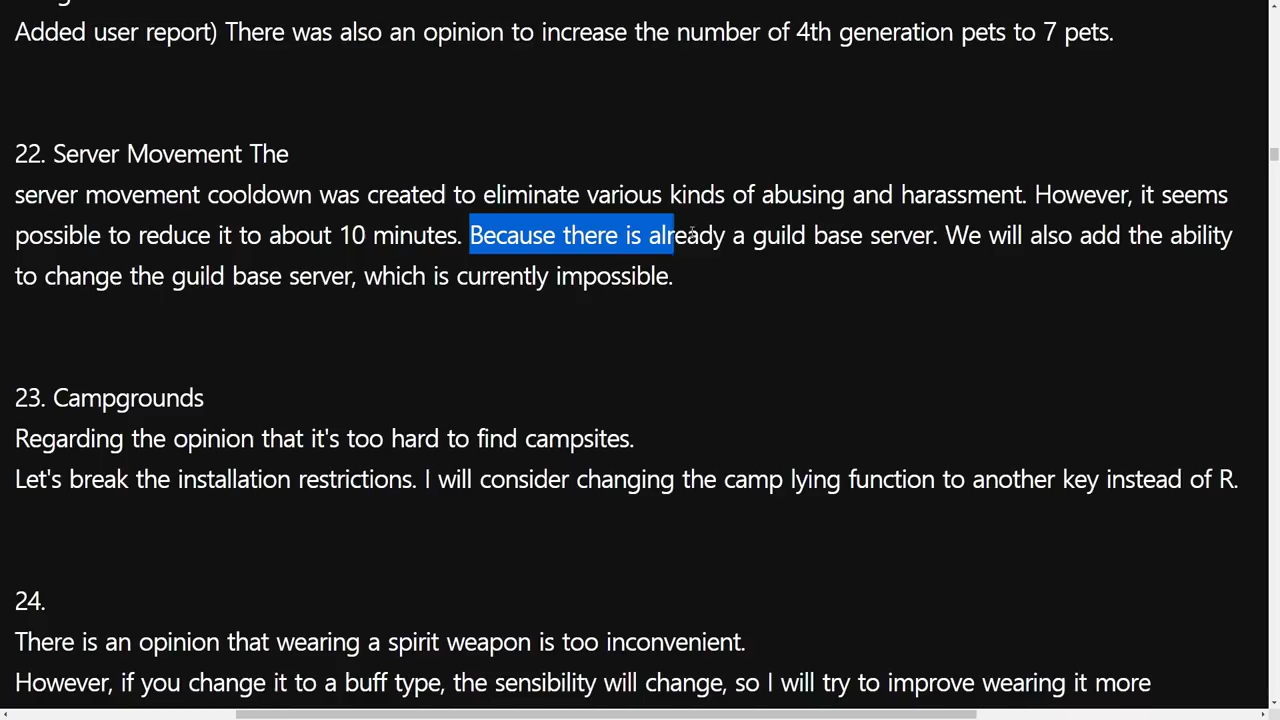 Added user report) There was also an opinion to increase the number of 4th generation pets to 7 pets.
22. Server Movement The
server movement cooldown was created to eliminate various kinds of abusing and harassment. However, it seems
possible to reduce it to about 10 minutes. Because there is already a guild base server. We will also add the ability
to change the guild base server, which is currently impossible.
23. Campgrounds
Regarding the opinion that it's too hard to find campsites.
Let's break the installation restrictions. I will consider changing the camp lying function to another key instead of R.
24.
There is an opinion that wearing a spirit weapon is too inconvenient.
However, if you change it to a buff type, the sensibility will change, so I will try to improve wearing it more